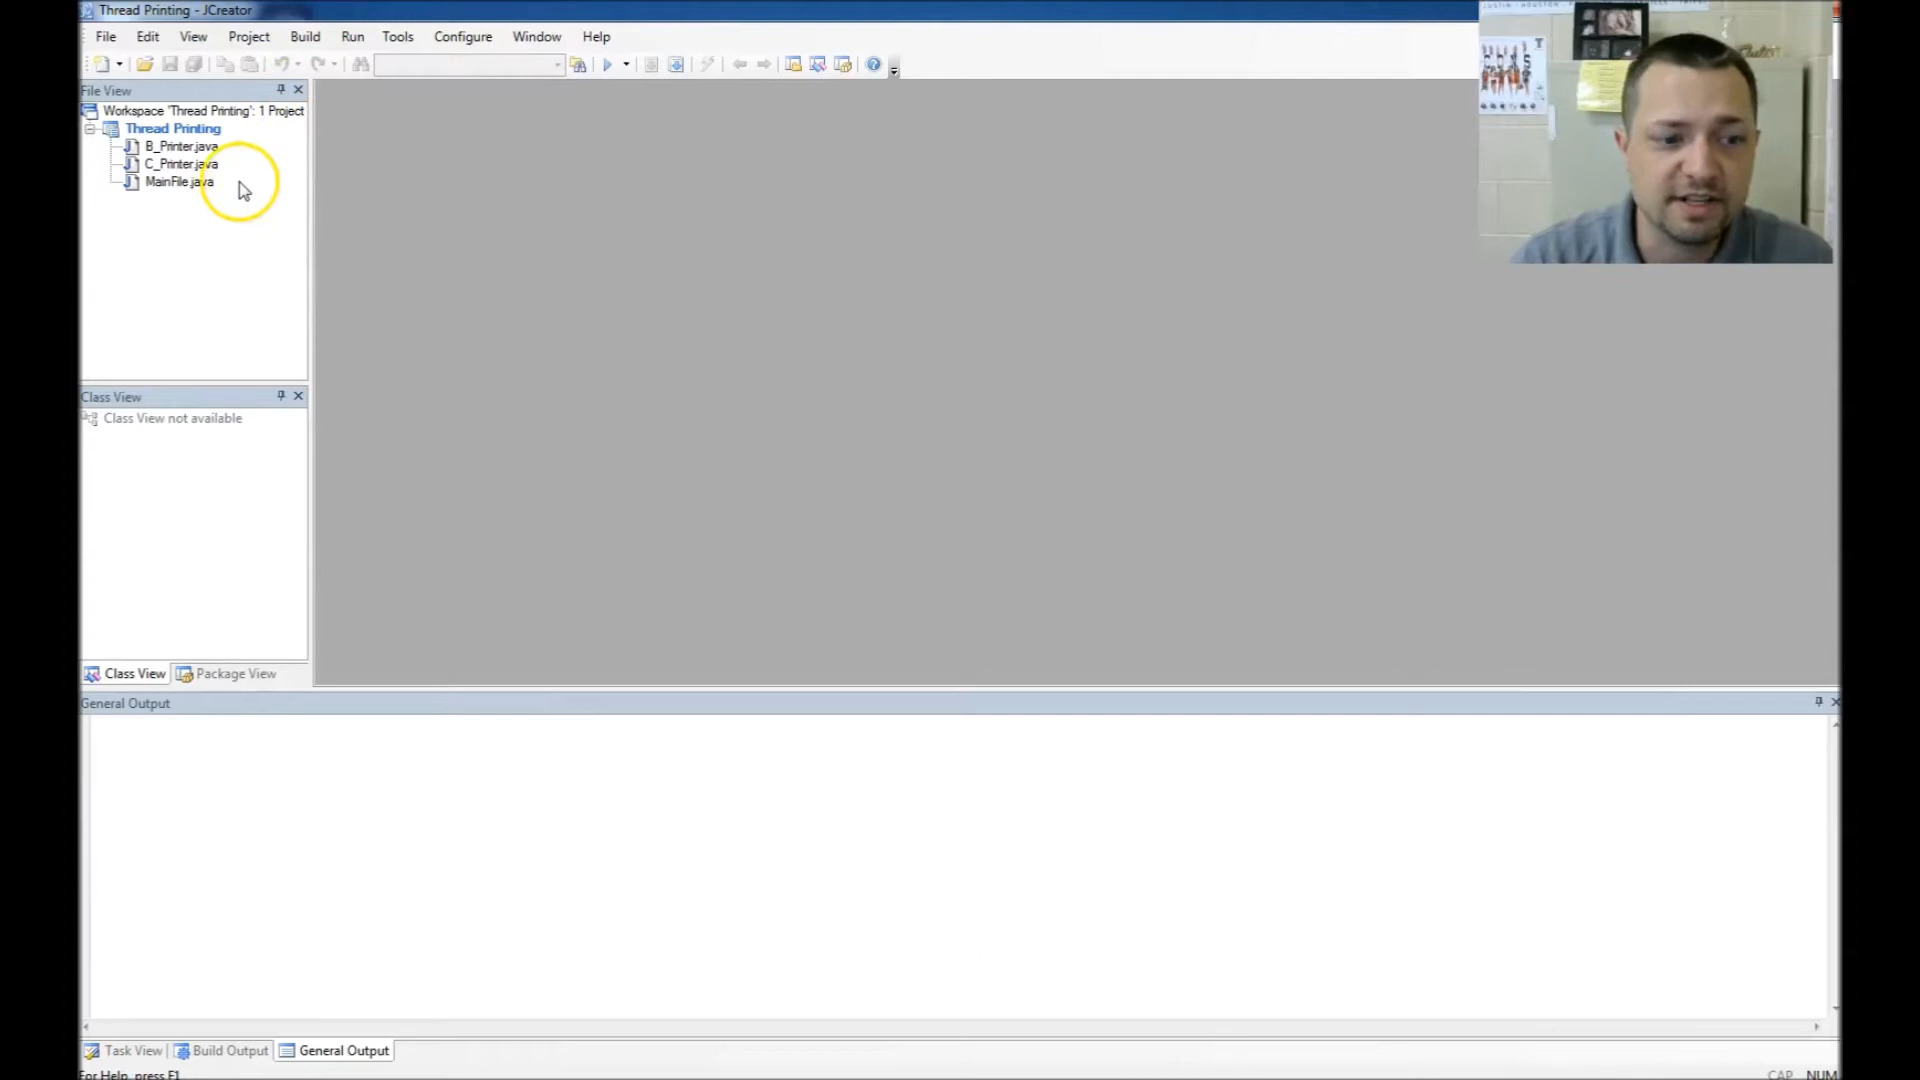 Thread Printing - JCreator
File Edit View Project Build Run Tools Configure Window Help
File View
Workspace 'Thread Printing': 1 Project
Thread Printing
B_Printer.java
C_Printer.java
MainFile.java
Class View
Class View not available
Class View Package View
General Output
Task View Build Output General Output
For Help, press F1
CAP NUM